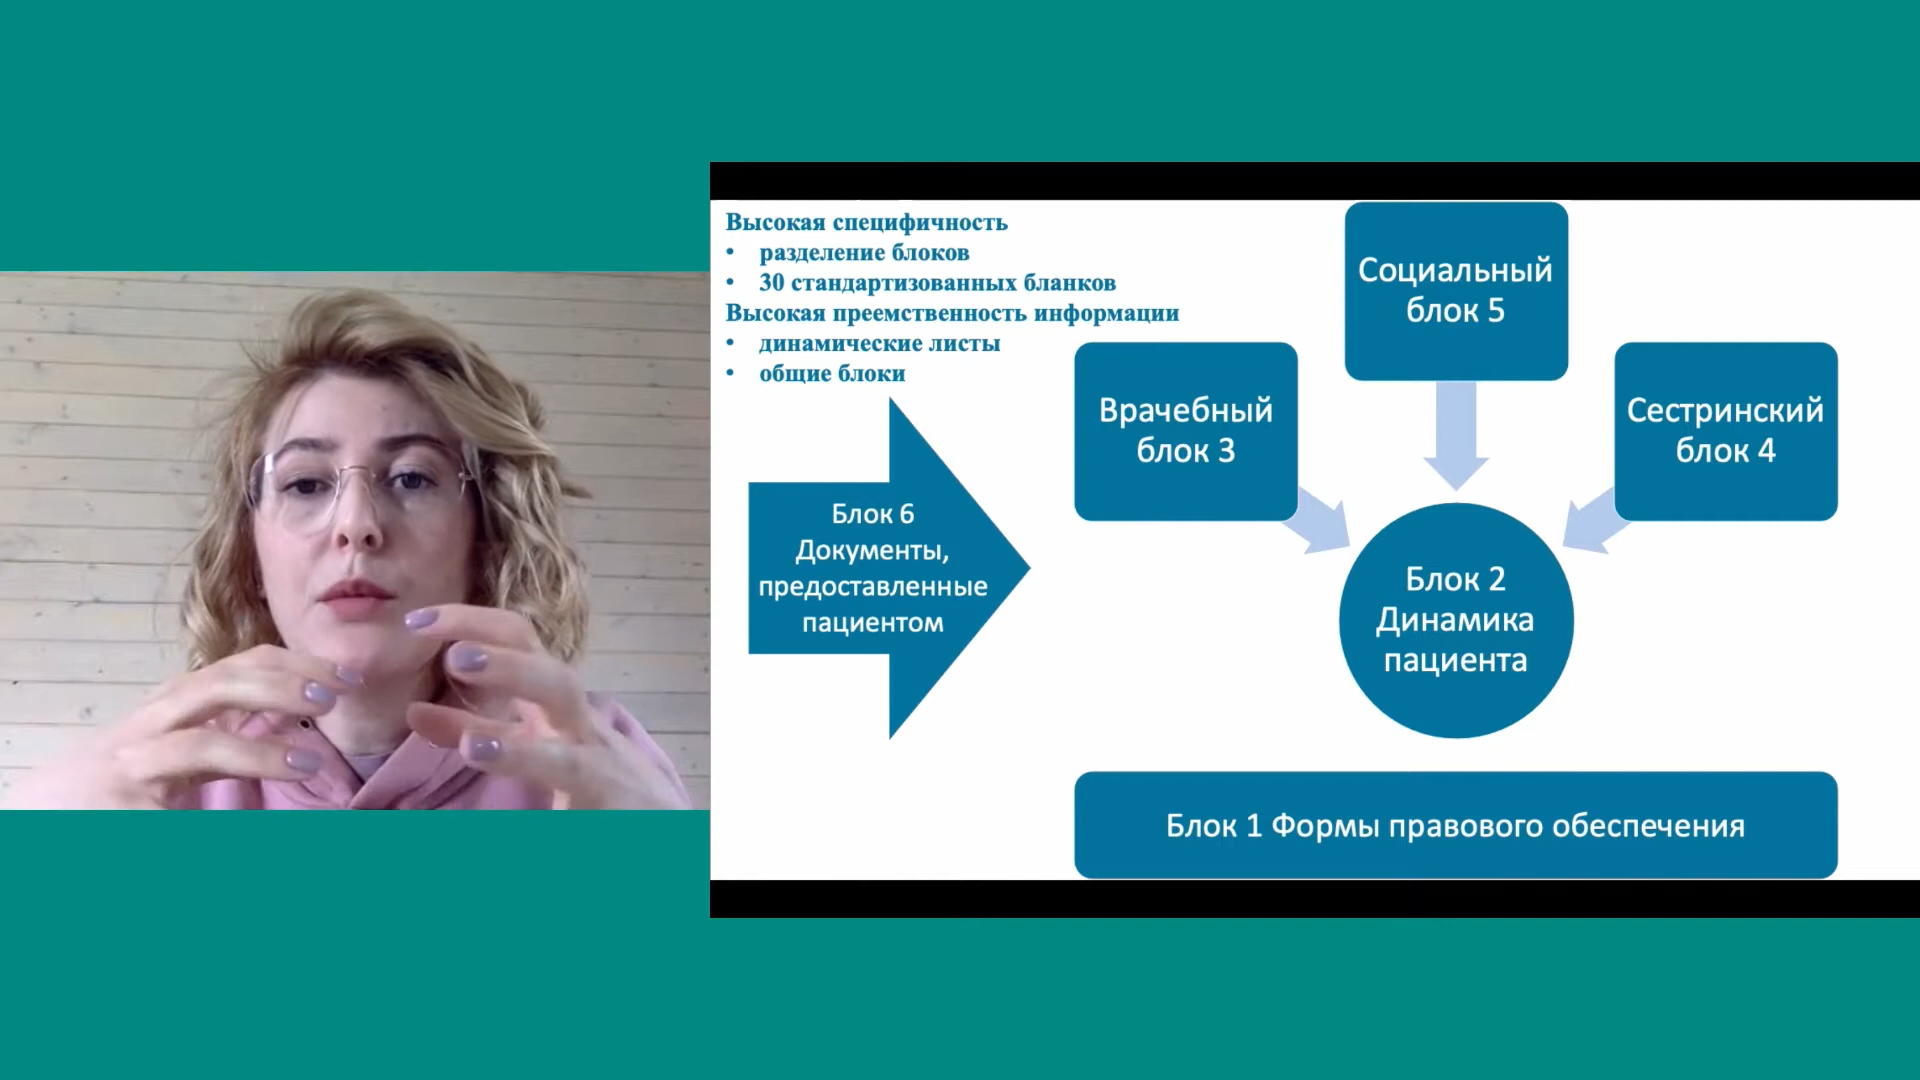 Высокая специфичность
• разделение блоков
• 30 стандартизованных бланков
Высокая преемственность информации
• динамические листы
• общие блоки
Блок 6
Документы,
предоставленные
пациентом
Социальный
блок 5
Врачебный
блок 3
Сестринский
блок 4
Блок 2
Динамика
пациента
Блок 1 Формы правового обеспечения